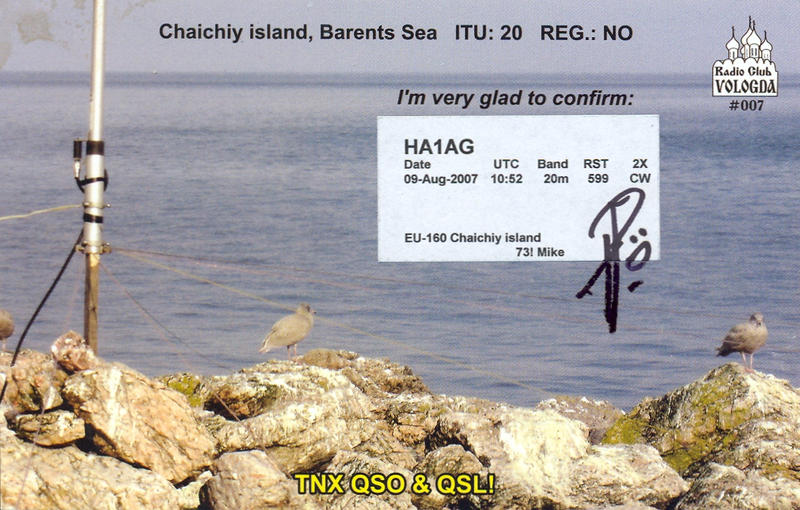 Chaichiy island, Barents Sea ITU: 20 REG.: NO
Radio Club
VOLOGDA
#007
I'm very glad to confirm:
HA1AG
Date UTC Band RST 2X
09-Aug-2007 10:52 20m 599 CW
EU-160 Chaichiy island
73! Mike
TNX QSO & QSL!